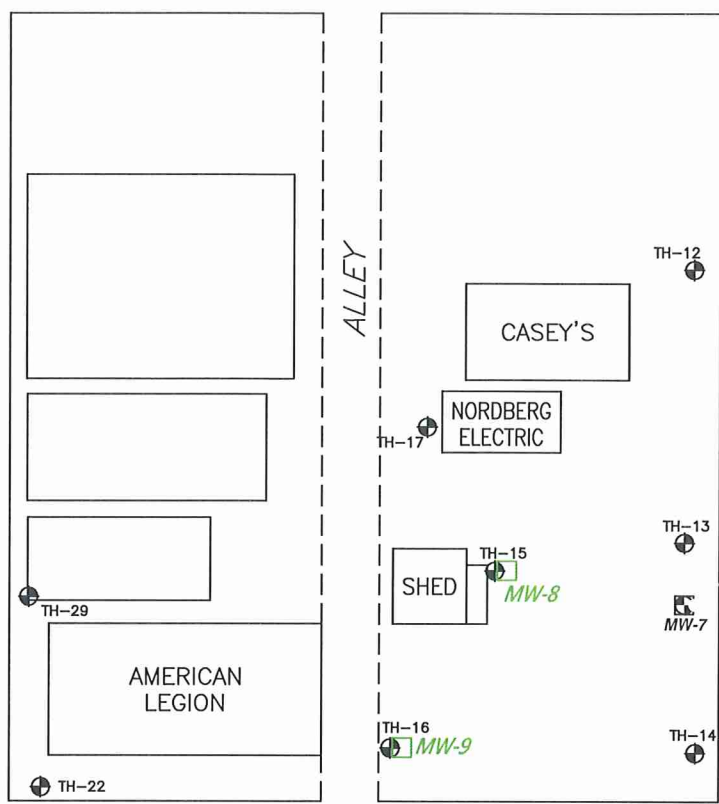 TH-12
ALLEY
CASEY'S
NORDBERG
ELECTRIC
TH-17
TH-13
TH-15
SHED
MW-8
TH-29
MW-7
AMERICAN
LEGION
TH-16
MW-9
TH-14
TH-22